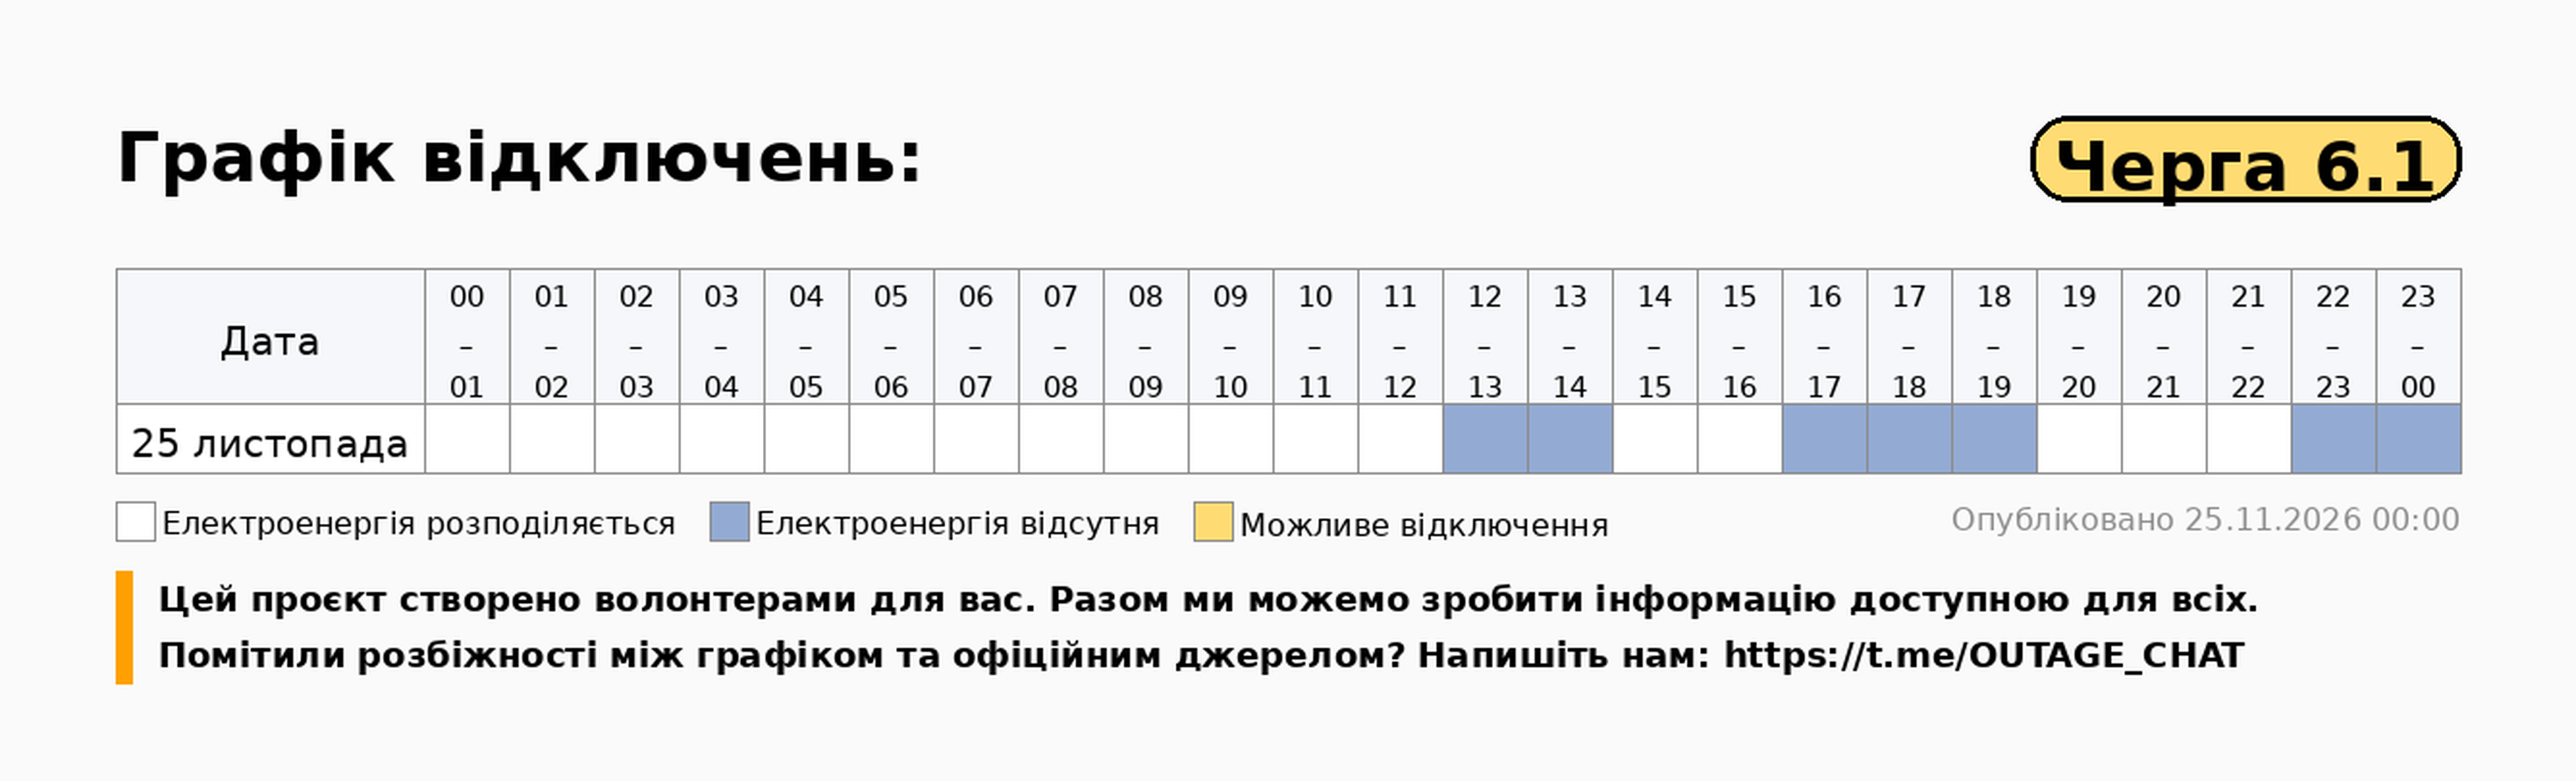 Графік відключень:
Черга 6.1
Дата
00 – 01
01 – 02
02 – 03
03 – 04
04 – 05
05 – 06
06 – 07
07 – 08
08 – 09
09 – 10
10 – 11
11 – 12
12 – 13
13 – 14
14 – 15
15 – 16
16 – 17
17 – 18
18 – 19
19 – 20
20 – 21
21 – 22
22 – 23
23 – 00
25 листопада
Електроенергія розподіляється
Електроенергія відсутня
Можливе відключення
Опубліковано 25.11.2026 00:00
Цей проєкт створено волонтерами для вас. Разом ми можемо зробити інформацію доступною для всіх.
Помітили розбіжності між графіком та офіційним джерелом? Напишіть нам: https://t.me/OUTAGE_CHAT